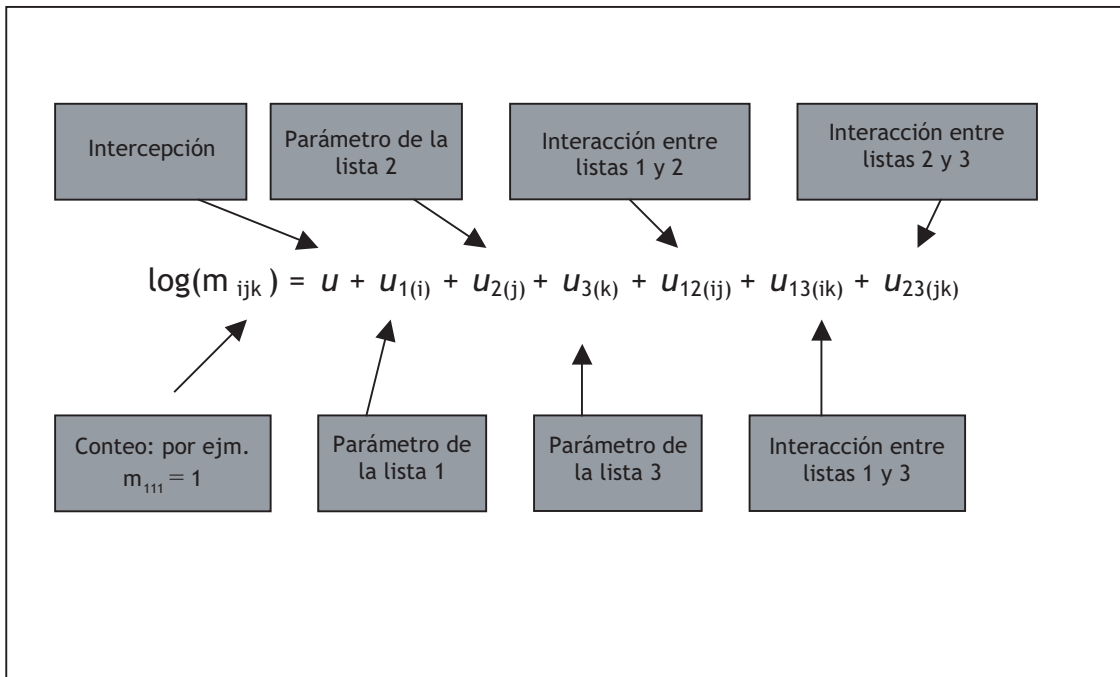 Intercepción
Parámetro de la
lista 2
Interacción entre
listas 1 y 2
Interacción entre
listas 2 y 3
log(m ijk ) = u + u1(i) + u2(j) + u3(k) + u12(ij) + u13(ik) + u23(jk)
Conteo: por ejm.
m111 = 1
Parámetro de
la lista 1
Parámetro de
la lista 3
Interacción entre
listas 1 y 3